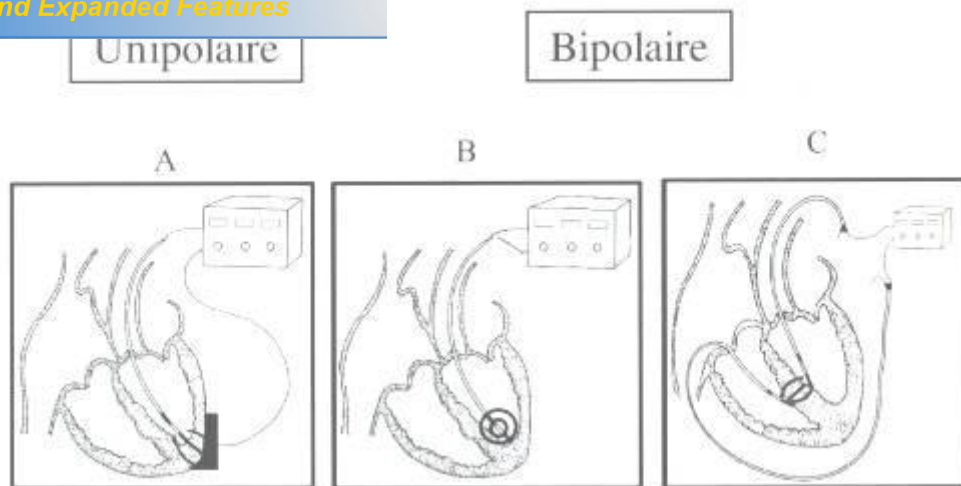 nd Expanded Features
Unipolaire
Bipolaire
A
B
C